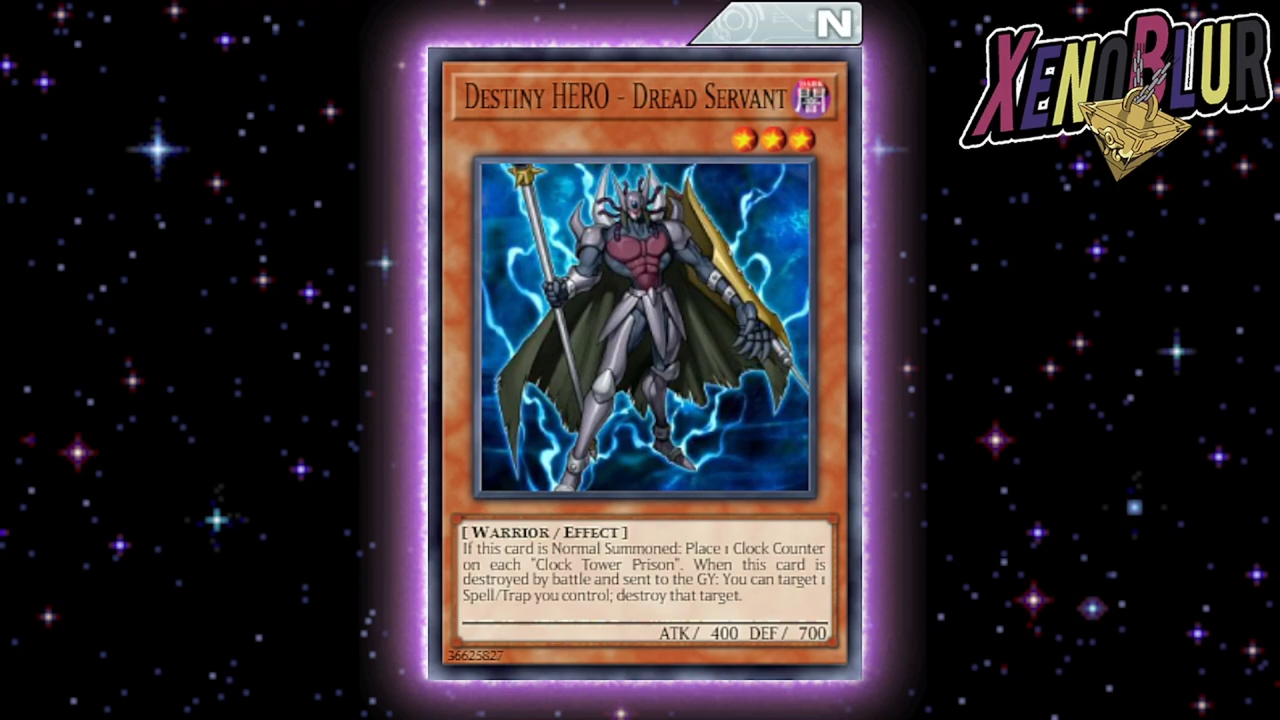 N
XENOBLUR
DESTINY HERO - DREAD SERVANT
DARK
闇
[ WARRIOR / EFFECT ]
If this card is Normal Summoned: Place 1 Clock Counter
on each "Clock Tower Prison". When this card is
destroyed by battle and sent to the GY: You can target 1
Spell/Trap you control; destroy that target.
ATK / 400 DEF / 700
36625827